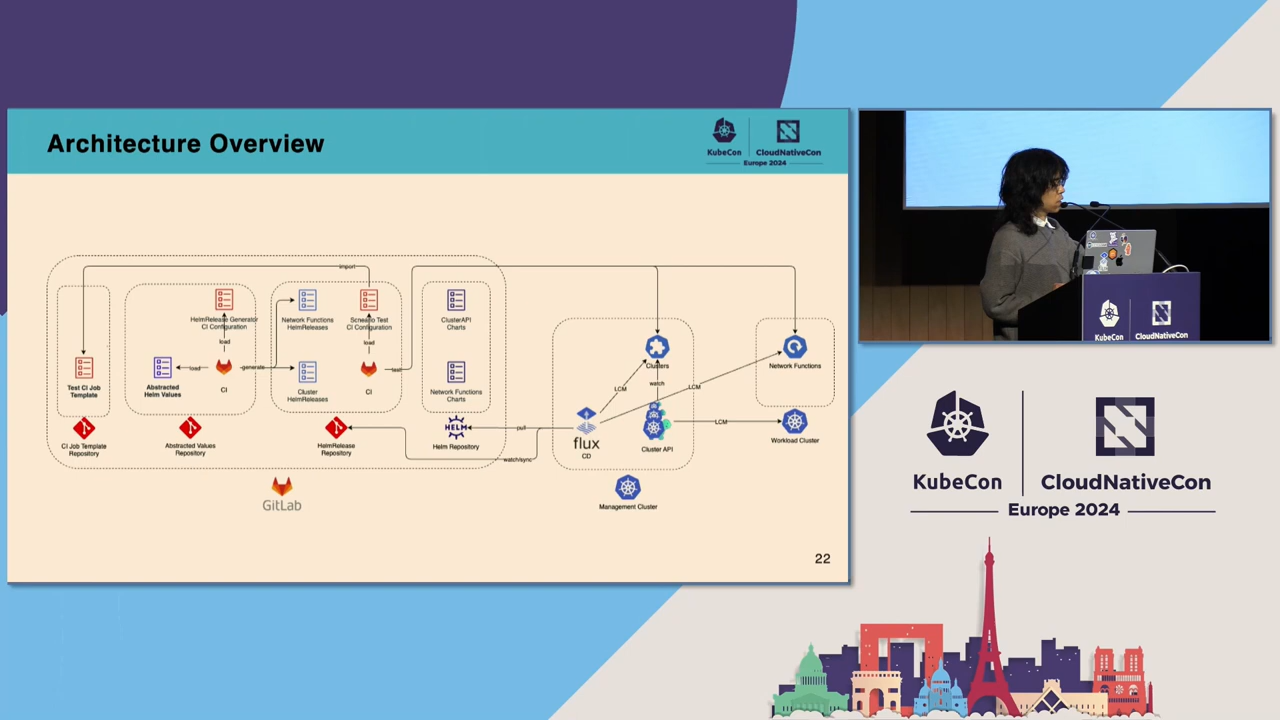 Architecture Overview
KubeCon
CloudNativeCon
Europe 2024
import
HelmRelease Generator
CI Configuration
Network Functions
HelmReleases
Screnario Test
CI Configuration
ClusterAPI
Charts
load
load
load
generate
test
CI
CI
Test CI Job
Template
Abstracted
Helm Values
Cluster
HelmReleases
Network Functions
Charts
CI Job Template
Repository
Abstracted Values
Repository
HelmRelease
Repository
HELM
Helm Repository
pull
watch/sync
GitLab
Clusters
watch
LCM
LCM
LCM
flux
CD
Cluster API
Management Cluster
Network Functions
Workload Cluster
22
KubeCon
CloudNativeCon
KubeCon
CloudNativeCon
Europe 2024